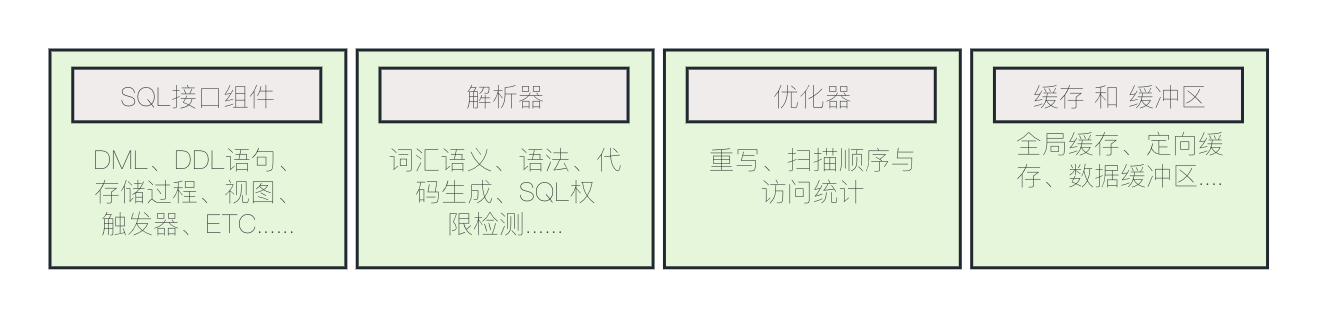 SQL接口组件
DML、DDL语句、
存储过程、视图、
触发器、ETC......
解析器
词汇语义、语法、代
码生成、SQL权
限检测......
优化器
重写、扫描顺序与
访问统计
缓存 和 缓冲区
全局缓存、定向缓
存、数据缓冲区....